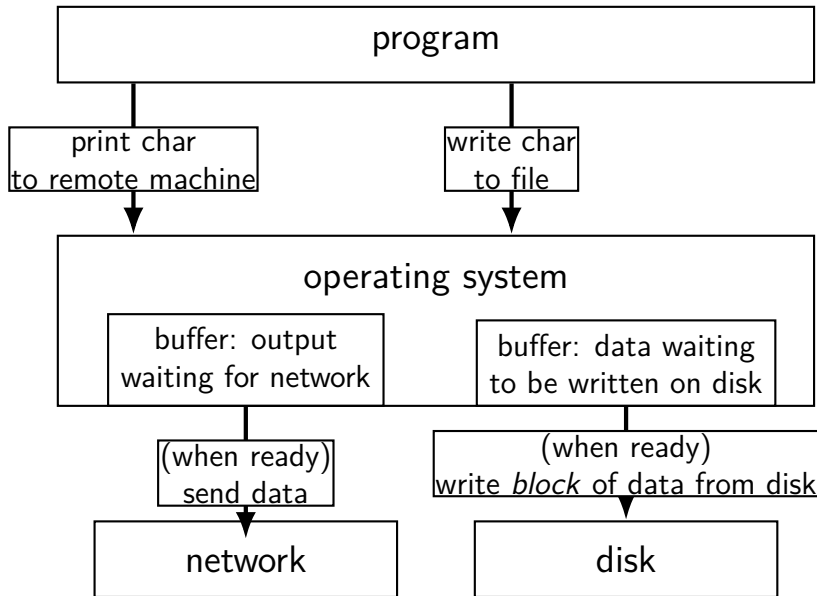 program
print char
to remote machine
write char
to file
operating system
buffer: output
waiting for network
buffer: data waiting
to be written on disk
(when ready)
send data
(when ready)
write block of data from disk
network
disk